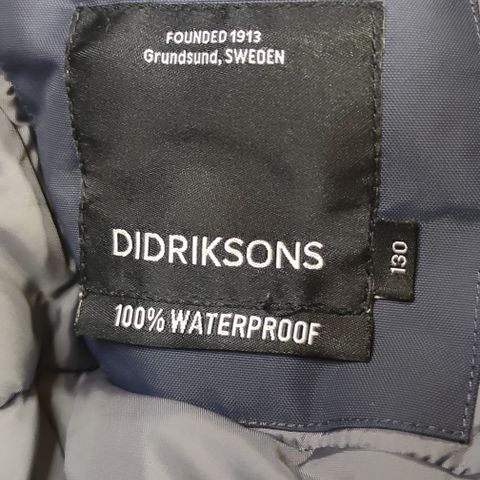 FOUNDED 1913
Grundsund, SWEDEN
DIDRIKSONS
130
100% WATERPROOF